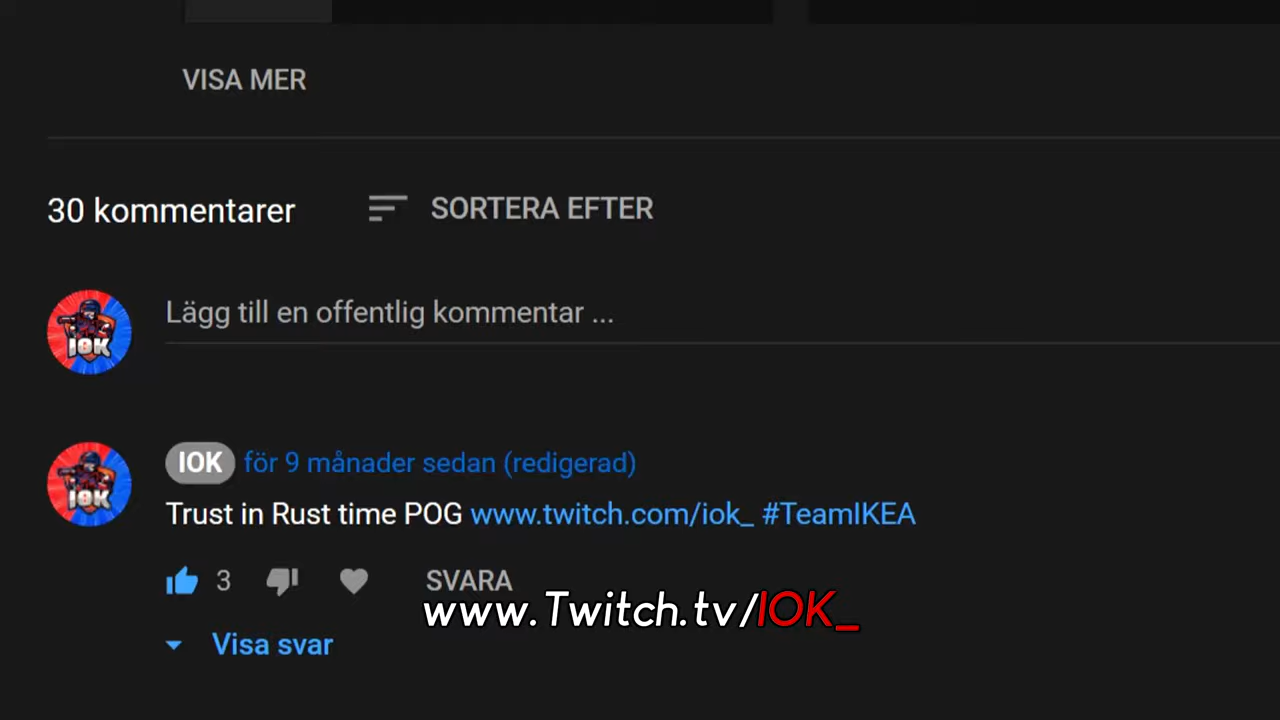 VISA MER
30 kommentarer
SORTERA EFTER
IOK
Lägg till en offentlig kommentar ...
IOK
IOK för 9 månader sedan (redigerad)
Trust in Rust time POG www.twitch.com/iok_ #TeamIKEA
3
SVARA
www.Twitch.tv/IOK_
Visa svar